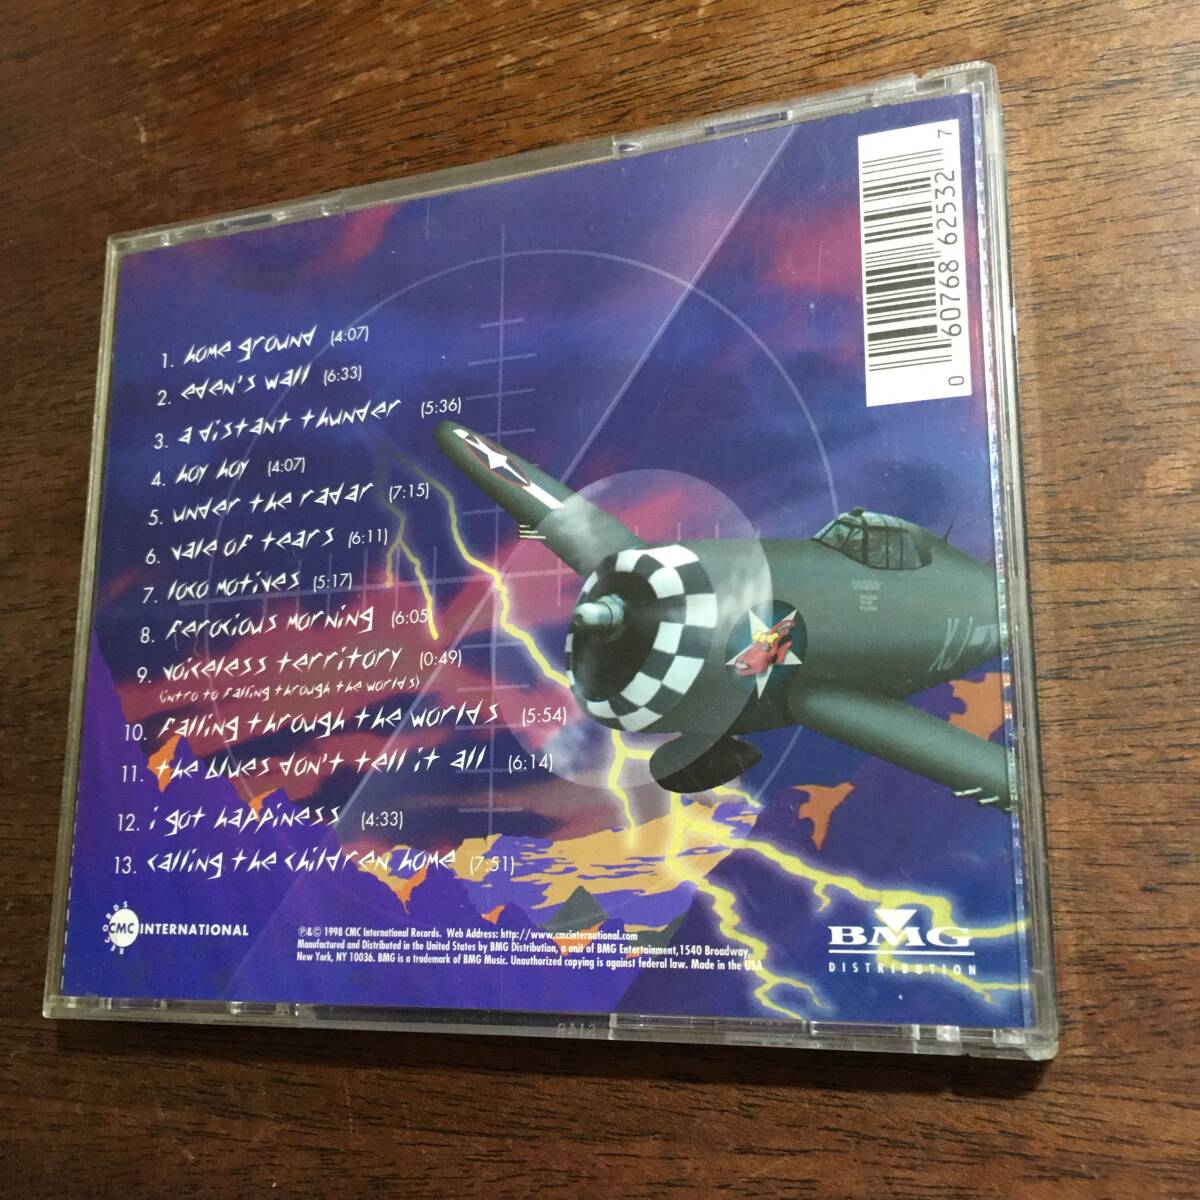 1. home ground (4:07)
2. eden's wall (6:33)
3. a distant thunder (5:36)
4. hoy hoy (4:07)
5. under the radar (7:15)
6. vale of tears (6:11)
7. loco motives (5:17)
8. ferocious morning (6:05)
9. voiceless territory (0:49)
(intro to falling through the worlds)
10. falling through the worlds (5:54)
11. the blues don't tell it all (6:14)
12. i got happiness (4:33)
13. calling the children home (7:51)
CMC INTERNATIONAL
RECORDS
℗&© 1998 CMC International Records. Web Address: http://www.cmcinternational.com
Manufactured and Distributed in the United States by BMG Distribution, a unit of BMG Entertainment,1540 Broadway,
New York, NY 10036. BMG is a trademark of BMG Music. Unauthorized copying is against federal law. Made in the USA
BMG
DISTRIBUTION
0 60768 62532 7
XJ